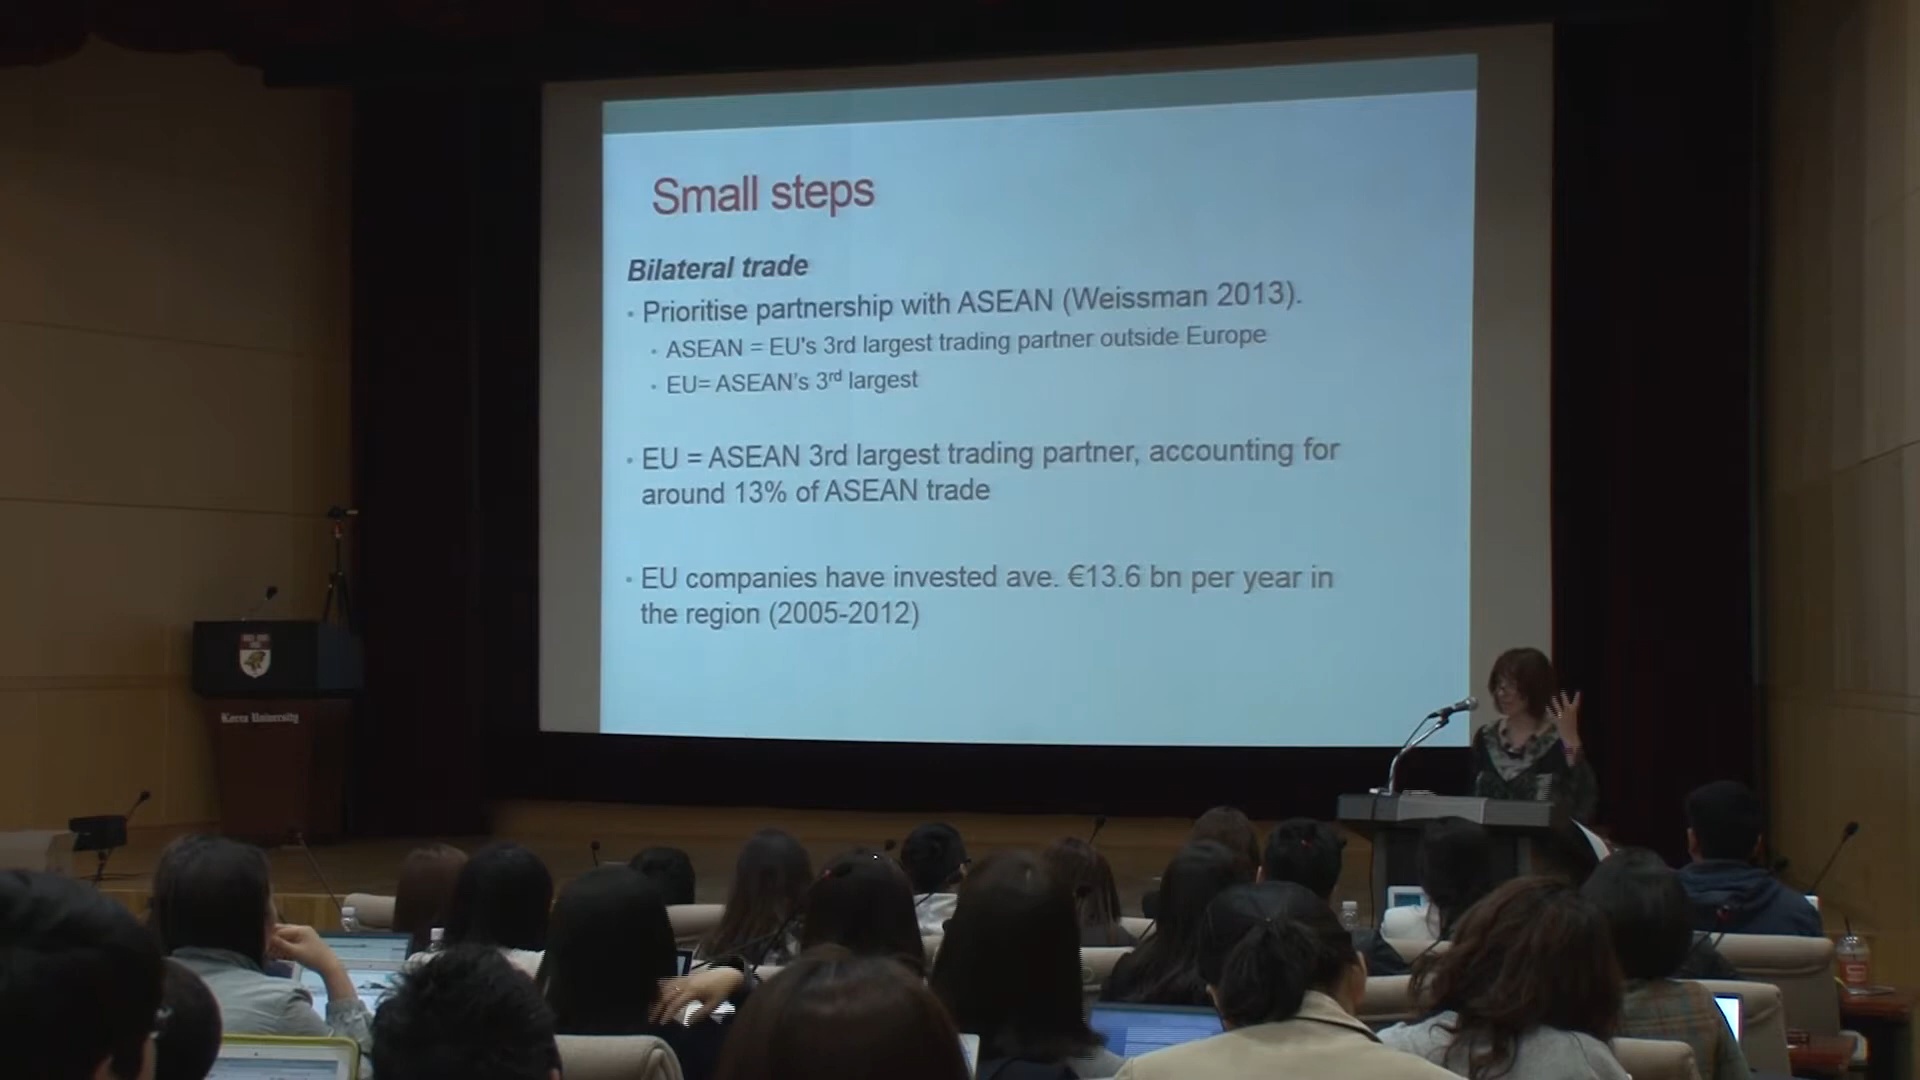 Small steps
Bilateral trade
• Prioritise partnership with ASEAN (Weissman 2013).
• ASEAN = EU's 3rd largest trading partner outside Europe
• EU= ASEAN's 3rd largest
• EU = ASEAN 3rd largest trading partner, accounting for
around 13% of ASEAN trade
• EU companies have invested ave. €13.6 bn per year in
the region (2005-2012)
Korea University